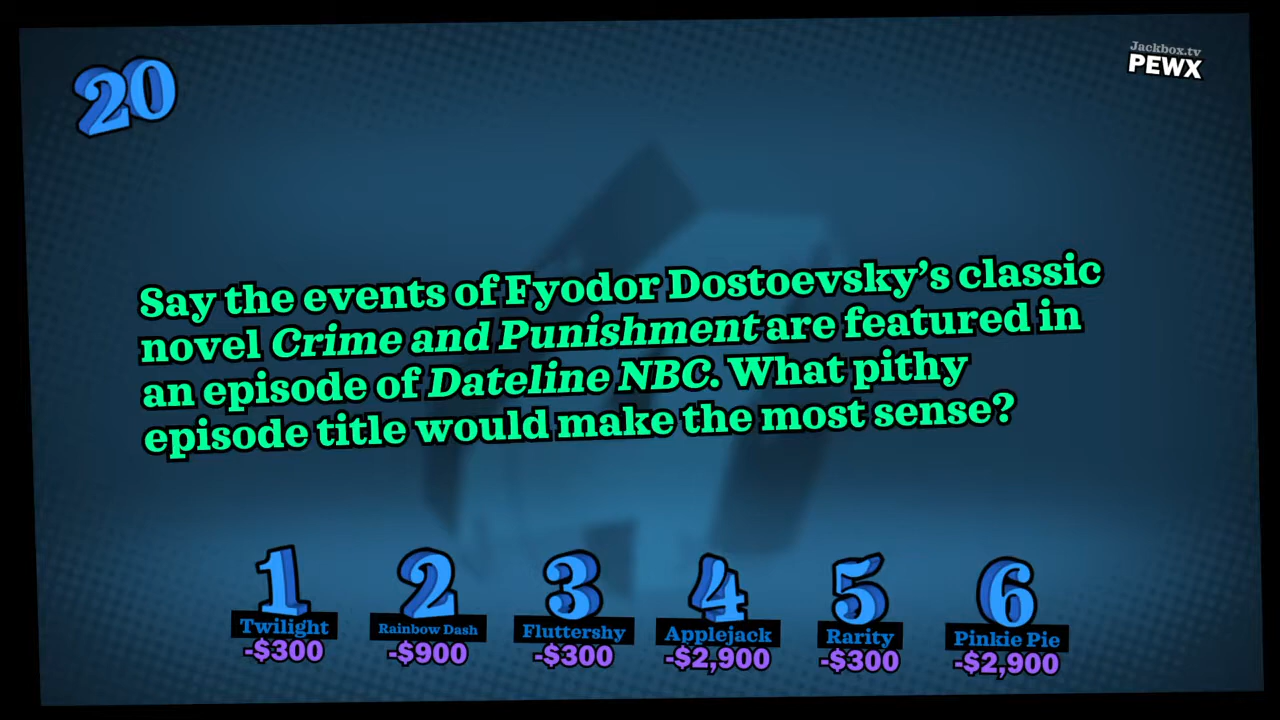 20
Jackbox.tv
PEWX
Say the events of Fyodor Dostoevsky’s classic
novel Crime and Punishment are featured in
an episode of Dateline NBC. What pithy
episode title would make the most sense?
1 2 3 4 5 6
Twilight Rainbow Dash Fluttershy Applejack Rarity Pinkie Pie
-$300 -$900 -$300 -$2,900 -$300 -$2,900